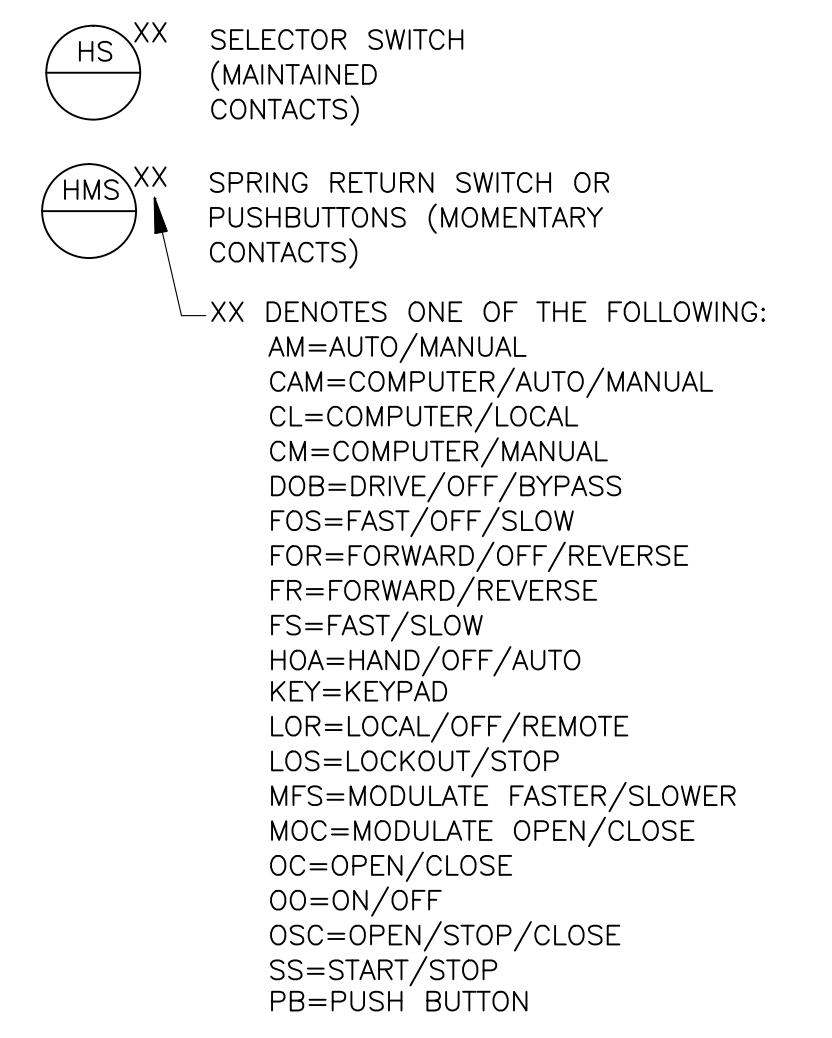 HS XX SELECTOR SWITCH
(MAINTAINED
CONTACTS)
HMS XX SPRING RETURN SWITCH OR
PUSHBUTTONS (MOMENTARY
CONTACTS)
XX DENOTES ONE OF THE FOLLOWING:
AM=AUTO/MANUAL
CAM=COMPUTER/AUTO/MANUAL
CL=COMPUTER/LOCAL
CM=COMPUTER/MANUAL
DOB=DRIVE/OFF/BYPASS
FOS=FAST/OFF/SLOW
FOR=FORWARD/OFF/REVERSE
FR=FORWARD/REVERSE
FS=FAST/SLOW
HOA=HAND/OFF/AUTO
KEY=KEYPAD
LOR=LOCAL/OFF/REMOTE
LOS=LOCKOUT/STOP
MFS=MODULATE FASTER/SLOWER
MOC=MODULATE OPEN/CLOSE
OC=OPEN/CLOSE
OO=ON/OFF
OSC=OPEN/STOP/CLOSE
SS=START/STOP
PB=PUSH BUTTON